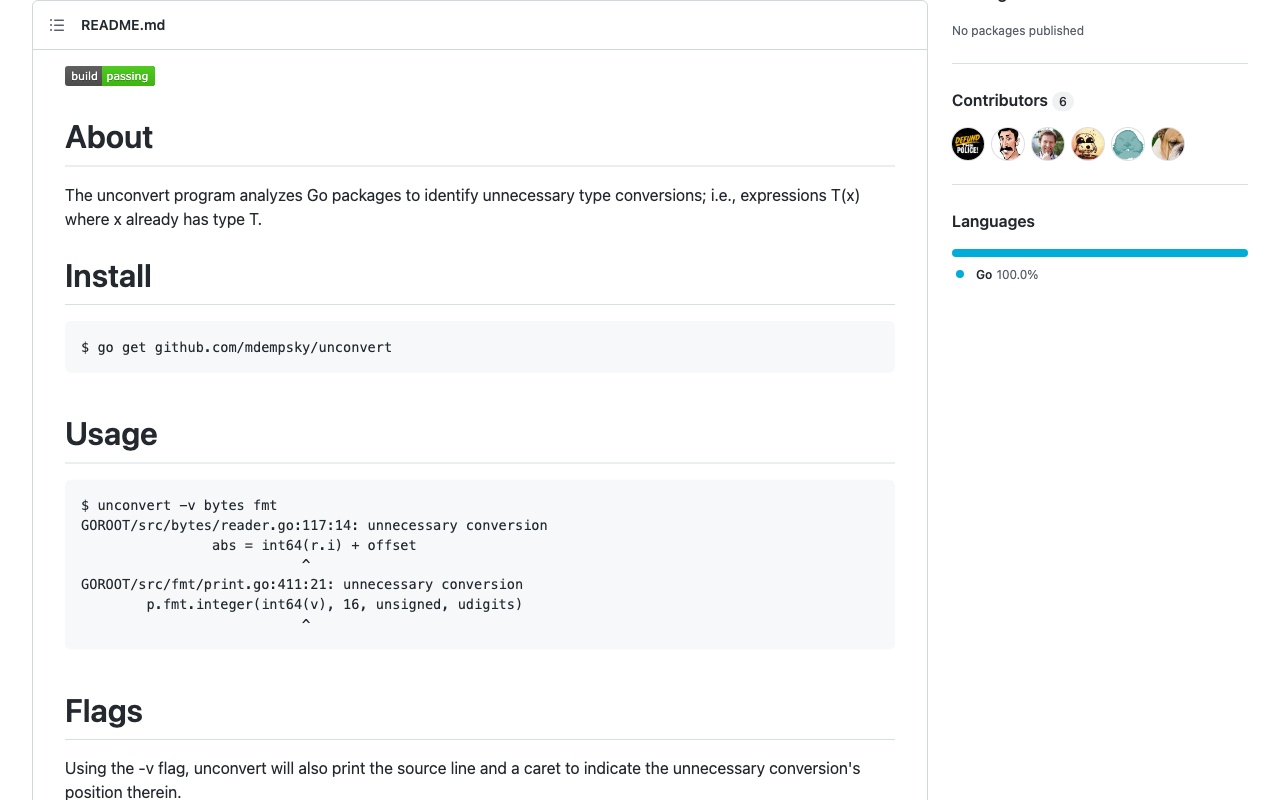 README.md
build passing
About
The unconvert program analyzes Go packages to identify unnecessary type conversions; i.e., expressions T(x)
where x already has type T.
Install
$ go get github.com/mdempsky/unconvert
Usage
$ unconvert -v bytes fmt
GOROOT/src/bytes/reader.go:117:14: unnecessary conversion
                abs = int64(r.i) + offset
                           ^
GOROOT/src/fmt/print.go:411:21: unnecessary conversion
        p.fmt.integer(int64(v), 16, unsigned, udigits)
                           ^
Flags
Using the -v flag, unconvert will also print the source line and a caret to indicate the unnecessary conversion's
position therein.
No packages published
Contributors 6
DEFUND
POLICE!
Languages
Go 100.0%